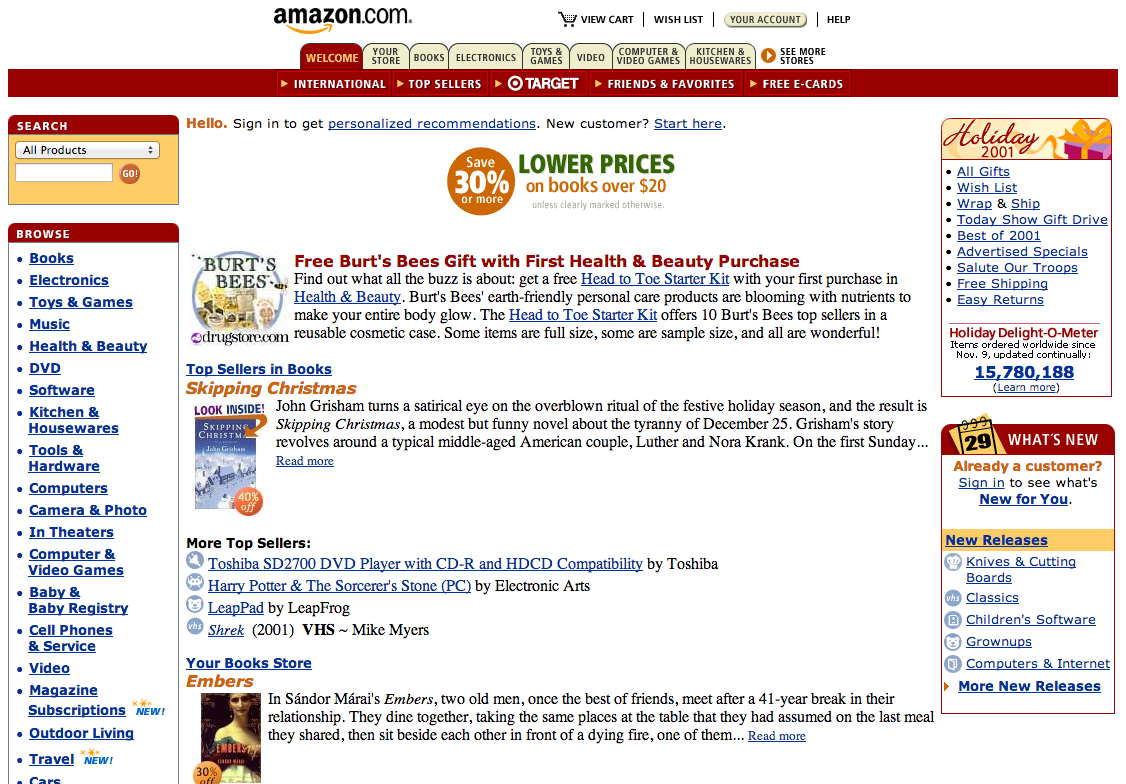 amazon.com.
VIEW CART | WISH LIST | YOUR ACCOUNT | HELP
WELCOME
YOUR STORE
BOOKS
ELECTRONICS
TOYS & GAMES
VIDEO
COMPUTER & VIDEO GAMES
KITCHEN & HOUSEWARES
SEE MORE STORES
INTERNATIONAL
TOP SELLERS
TARGET
FRIENDS & FAVORITES
FREE E-CARDS
SEARCH
All Products
GO!
BROWSE
• Books
• Electronics
• Toys & Games
• Music
• Health & Beauty
• DVD
• Software
• Kitchen &
Housewares
• Tools &
Hardware
• Computers
• Camera & Photo
• In Theaters
• Computer &
Video Games
• Baby &
Baby Registry
• Cell Phones
& Service
• Video
• Magazine
Subscriptions NEW!
• Outdoor Living
• Travel NEW!
• Cars
Hello. Sign in to get personalized recommendations. New customer? Start here.
Save
30%
or more
LOWER PRICES
on books over $20
unless clearly marked otherwise.
BURT'S
BEES
drugstore.com
Free Burt's Bees Gift with First Health & Beauty Purchase
Find out what all the buzz is about: get a free Head to Toe Starter Kit with your first purchase in
Health & Beauty. Burt's Bees' earth-friendly personal care products are blooming with nutrients to
make your entire body glow. The Head to Toe Starter Kit offers 10 Burt's Bees top sellers in a
reusable cosmetic case. Some items are full size, some are sample size, and all are wonderful!
Top Sellers in Books
Skipping Christmas
LOOK INSIDE!
SKIPPING
CHRISTMAS
John Grisham
40%
off
John Grisham turns a satirical eye on the overblown ritual of the festive holiday season, and the result is
Skipping Christmas, a modest but funny novel about the tyranny of December 25. Grisham's story
revolves around a typical middle-aged American couple, Luther and Nora Krank. On the first Sunday...
Read more
More Top Sellers:
Toshiba SD2700 DVD Player with CD-R and HDCD Compatibility by Toshiba
Harry Potter & The Sorcerer's Stone (PC) by Electronic Arts
LeapPad by LeapFrog
vhs Shrek (2001) VHS ~ Mike Myers
Your Books Store
Embers
EMBERS
SÁNDOR MÁRAI
30%
off
In Sándor Márai's Embers, two old men, once the best of friends, meet after a 41-year break in their
relationship. They dine together, taking the same places at the table that they had assumed on the last meal
they shared, then sit beside each other in front of a dying fire, one of them... Read more
Holiday
2001
• All Gifts
• Wish List
• Wrap & Ship
• Today Show Gift Drive
• Best of 2001
• Advertised Specials
• Salute Our Troops
• Free Shipping
• Easy Returns
Holiday Delight-O-Meter
Items ordered worldwide since
Nov. 9, updated continually:
15,780,188
(Learn more)
29
WHAT'S NEW
Already a customer?
Sign in to see what's
New for You.
New Releases
Knives & Cutting
Boards
vhs Classics
Children's Software
Grownups
Computers & Internet
More New Releases